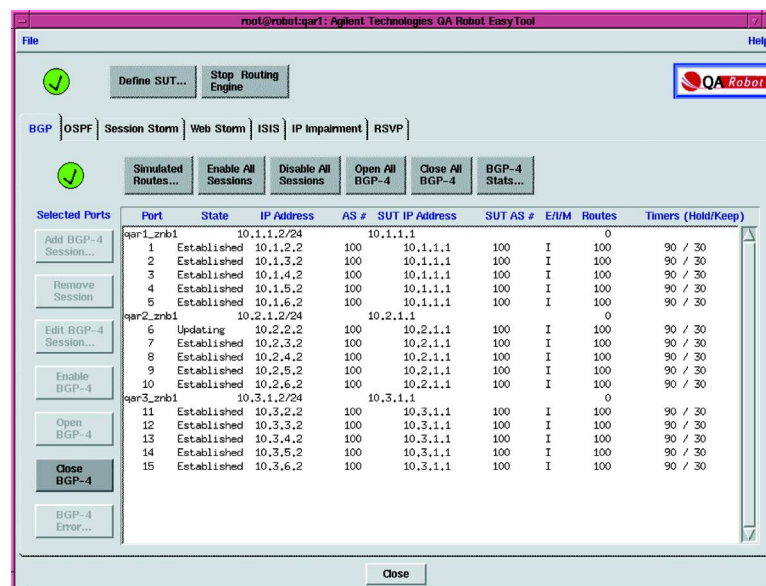 root@robot:qar1: Agilent Technologies QA Robot EasyTool
File Help
Define SUT... Stop Routing Engine
QA Robot
BGP OSPF Session Storm Web Storm ISIS IP Impairment RSVP
Simulated Routes... Enable All Sessions Disable All Sessions Open All BGP-4 Close All BGP-4 BGP-4 Stats...
Selected Ports Port State IP Address AS # SUT IP Address SUT AS # E/I/M Routes Timers (Hold/Keep)
Add BGP-4 Session...
Remove Session
Edit BGP-4 Session...
Enable BGP-4
Open BGP-4
Close BGP-4
BGP-4 Error...
qar1_znb1 10.1.1.2/24 10.1.1.1 0
1 Established 10.1.2.2 100 10.1.1.1 100 I 100 90 / 30
2 Established 10.1.3.2 100 10.1.1.1 100 I 100 90 / 30
3 Established 10.1.4.2 100 10.1.1.1 100 I 100 90 / 30
4 Established 10.1.5.2 100 10.1.1.1 100 I 100 90 / 30
5 Established 10.1.6.2 100 10.1.1.1 100 I 100 90 / 30
qar2_znb1 10.2.1.2/24 10.2.1.1 0
6 Updating 10.2.2.2 100 10.2.1.1 100 I 100 90 / 30
7 Established 10.2.3.2 100 10.2.1.1 100 I 100 90 / 30
8 Established 10.2.4.2 100 10.2.1.1 100 I 100 90 / 30
9 Established 10.2.5.2 100 10.2.1.1 100 I 100 90 / 30
10 Established 10.2.6.2 100 10.2.1.1 100 I 100 90 / 30
qar3_znb1 10.3.1.2/24 10.3.1.1 0
11 Established 10.3.2.2 100 10.3.1.1 100 I 100 90 / 30
12 Established 10.3.3.2 100 10.3.1.1 100 I 100 90 / 30
13 Established 10.3.4.2 100 10.3.1.1 100 I 100 90 / 30
14 Established 10.3.5.2 100 10.3.1.1 100 I 100 90 / 30
15 Established 10.3.6.2 100 10.3.1.1 100 I 100 90 / 30
Close